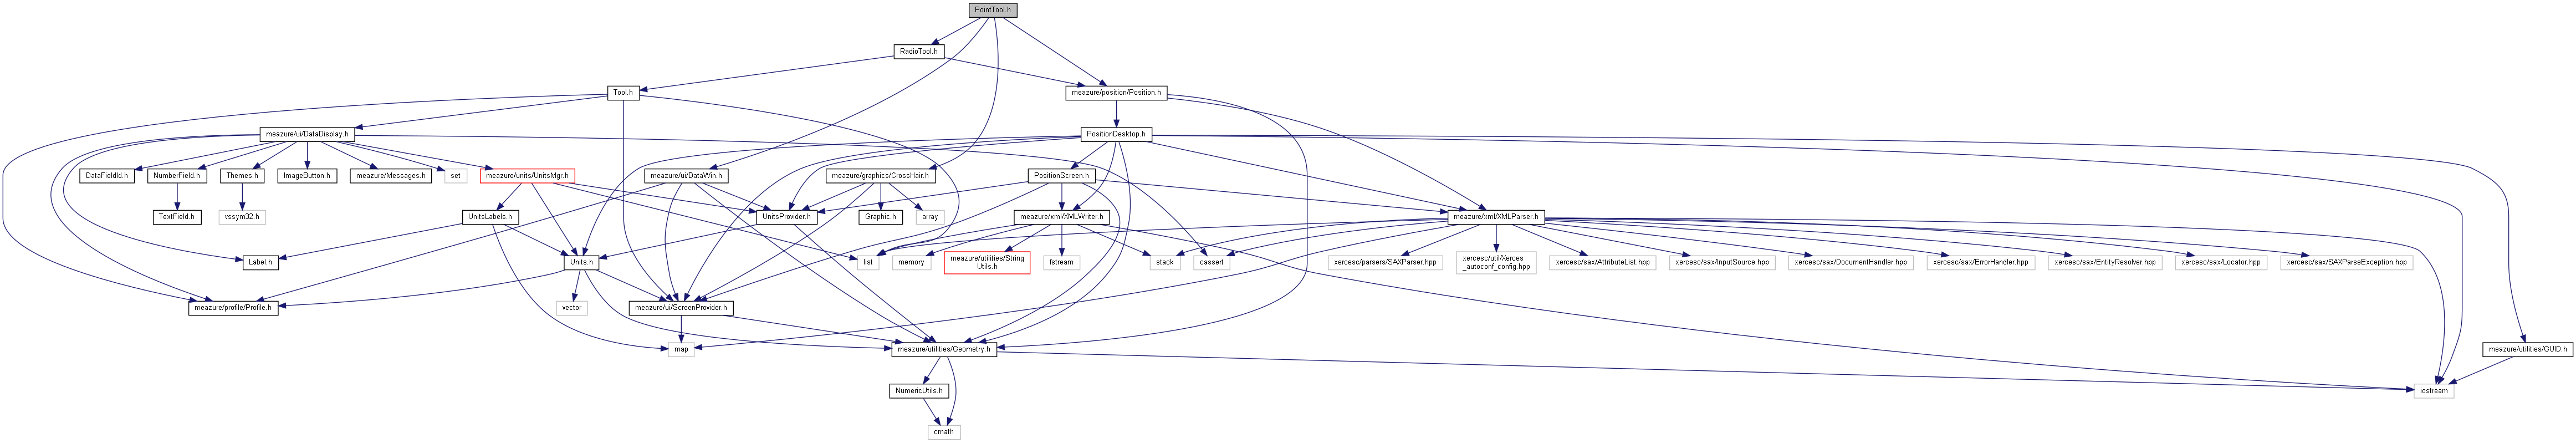 PointTool.h
RadioTool.h
Tool.h
meazure/position/Position.h
meazure/ui/DataDisplay.h
PositionDesktop.h
DataFieldId.h
NumberField.h
Themes.h
ImageButton.h
meazure/Messages.h
set
meazure/units/UnitsMgr.h
meazure/ui/DataWin.h
meazure/graphics/CrossHair.h
PositionScreen.h
TextField.h
vssym32.h
UnitsLabels.h
UnitsProvider.h
Graphic.h
array
meazure/xml/XMLWriter.h
meazure/xml/XMLParser.h
Label.h
Units.h
list
memory
meazure/utilities/String
Utils.h
fstream
stack
cassert
xercesc/parsers/SAXParser.hpp
xercesc/util/Xerces
_autoconf_config.hpp
xercesc/sax/AttributeList.hpp
xercesc/sax/InputSource.hpp
xercesc/sax/DocumentHandler.hpp
xercesc/sax/ErrorHandler.hpp
xercesc/sax/EntityResolver.hpp
xercesc/sax/Locator.hpp
xercesc/sax/SAXParseException.hpp
meazure/profile/Profile.h
vector
meazure/ui/ScreenProvider.h
map
meazure/utilities/Geometry.h
meazure/utilities/GUID.h
NumericUtils.h
iostream
cmath